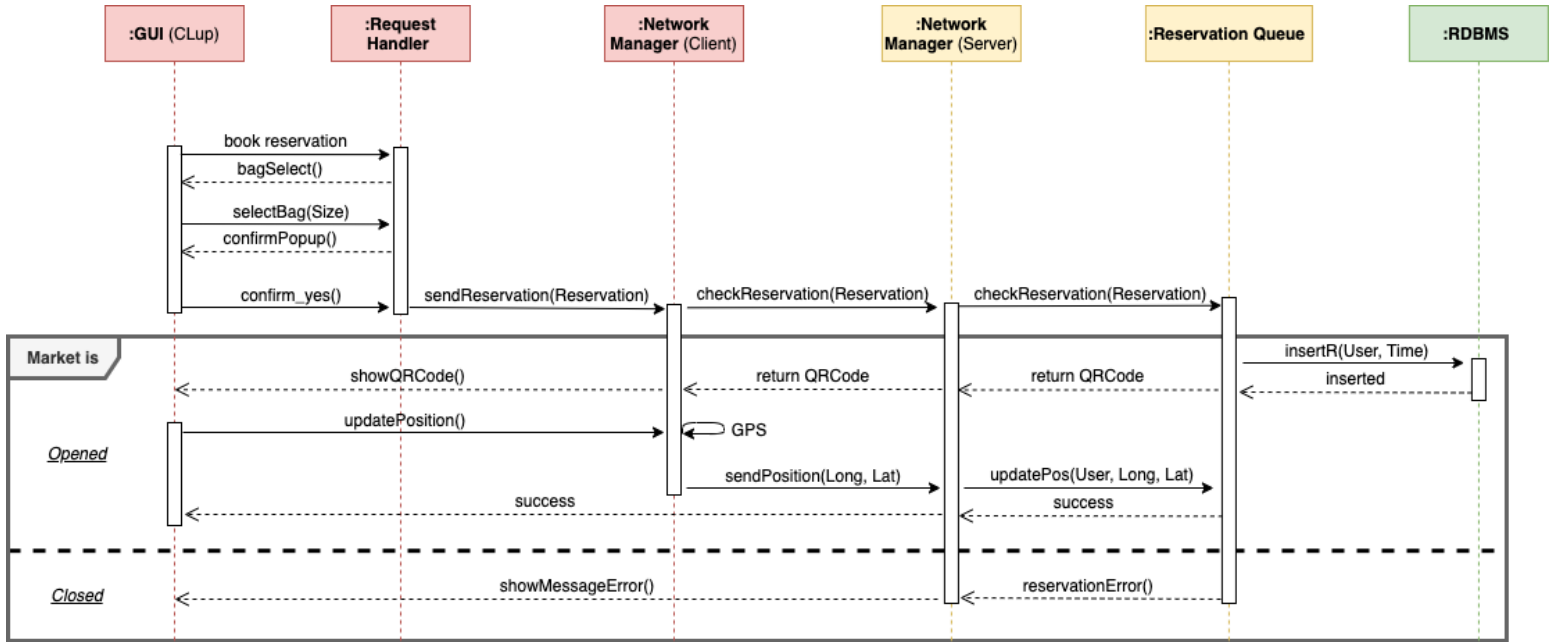 :GUI (CLup)
:Request
Handler
:Network
Manager (Client)
:Network
Manager (Server)
:Reservation Queue
:RDBMS
book reservation
bagSelect()
selectBag(Size)
confirmPopup()
confirm_yes()
sendReservation(Reservation)
checkReservation(Reservation)
checkReservation(Reservation)
Market is
insertR(User, Time)
showQRCode()
return QRCode
return QRCode
inserted
updatePosition()
GPS
Opened
sendPosition(Long, Lat)
updatePos(User, Long, Lat)
success
success
Closed
showMessageError()
reservationError()